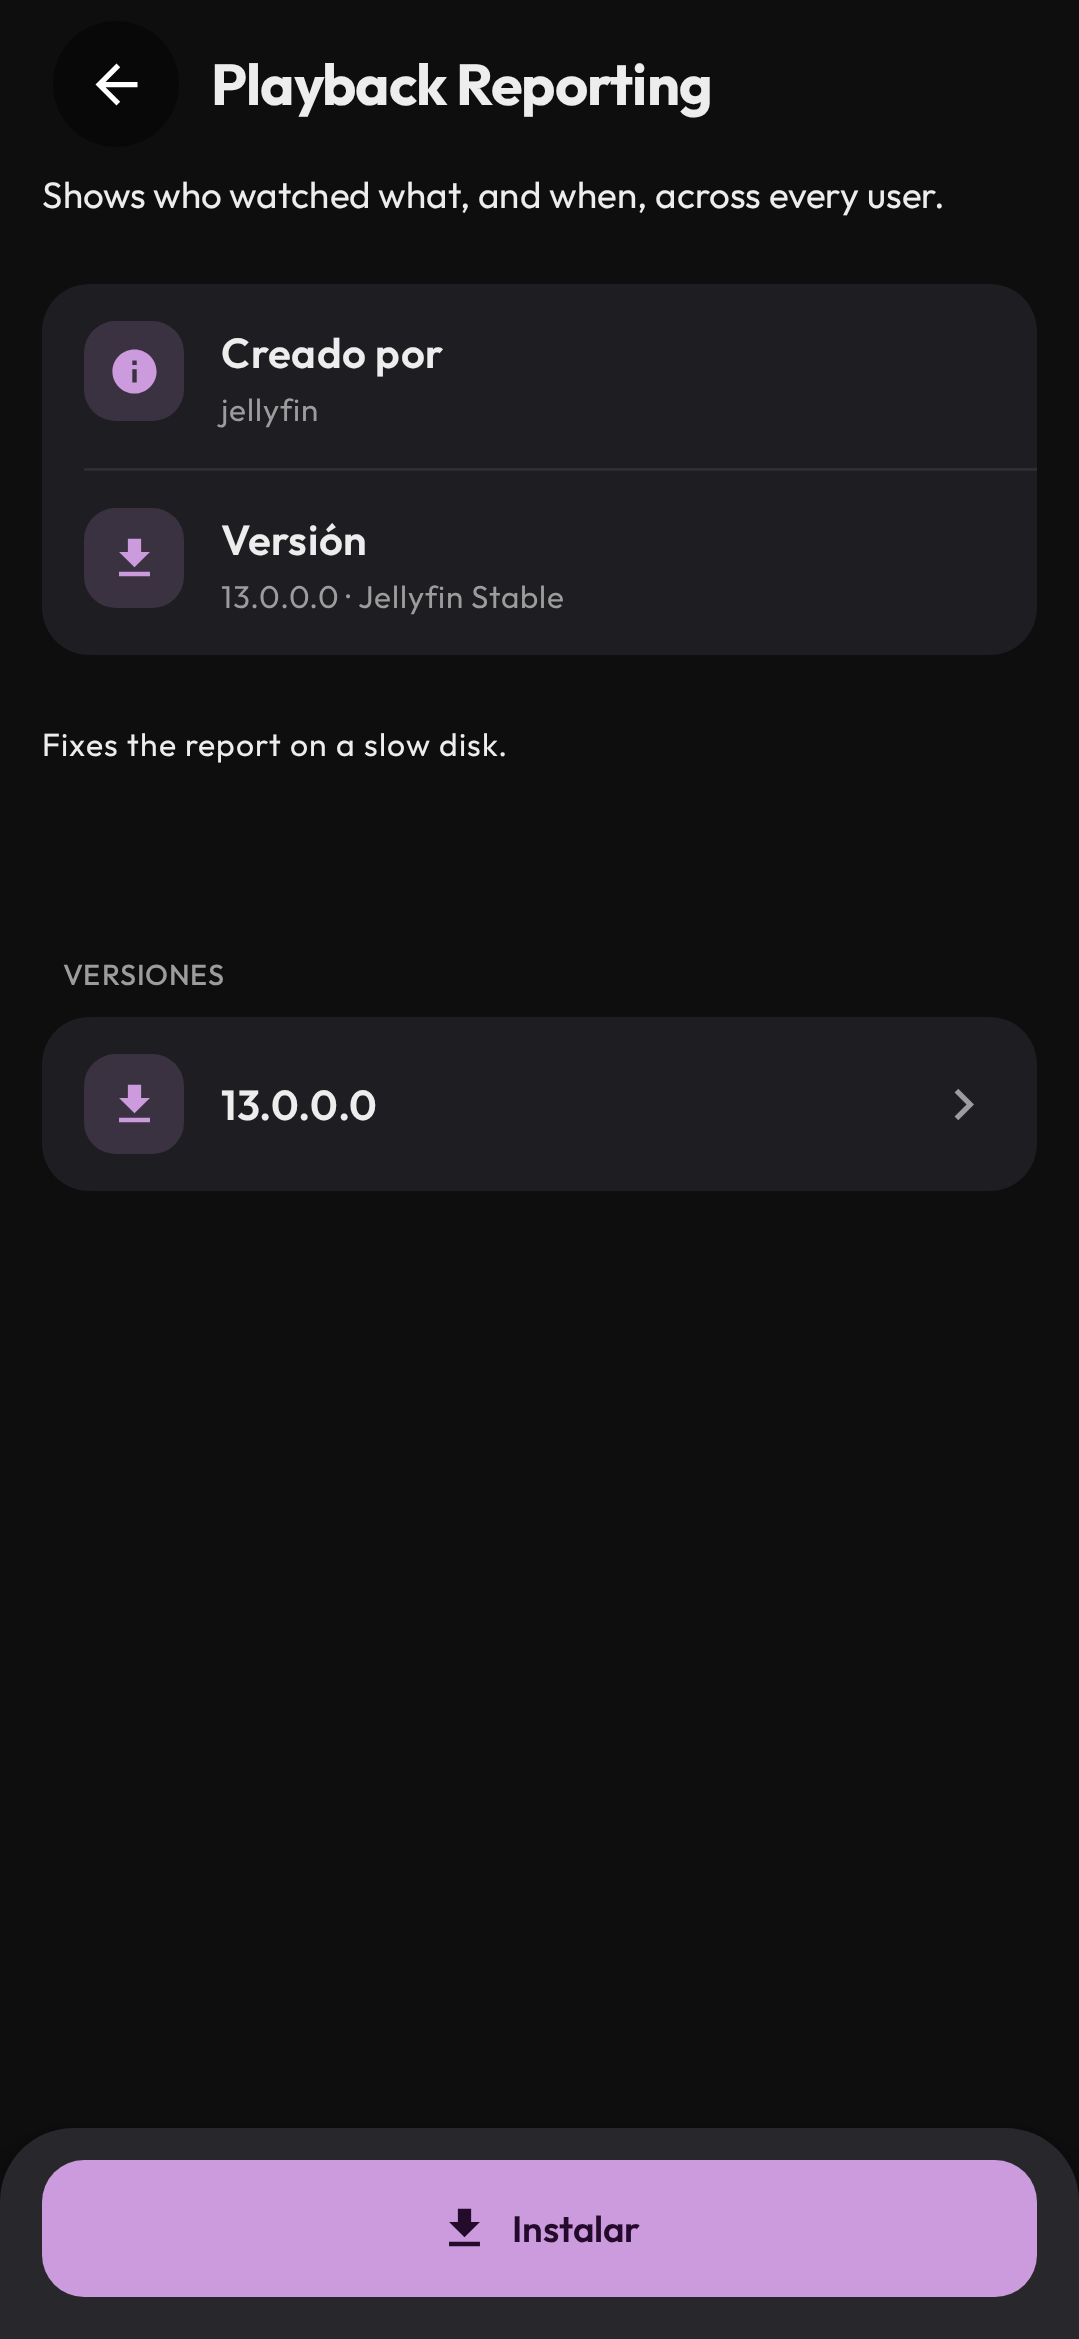 Playback Reporting
Shows who watched what, and when, across every user.
Creado por
jellyfin
Versión
13.0.0.0 · Jellyfin Stable
Fixes the report on a slow disk.
VERSIONES
13.0.0.0
Instalar